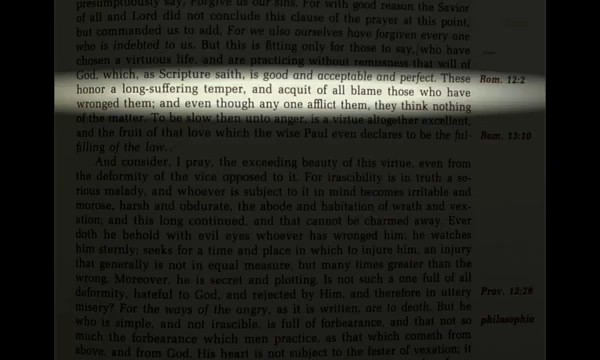 presumptuously say, Forgive us our sins. For with good reason the Savior
of all and Lord did not conclude this clause of the prayer at this point,
but commanded us to add, For we also ourselves have forgiven every one
who is indebted to us. But this is fitting only for those to say, who have
chosen a virtuous life, and are practicing without remissness that will of
God, which, as Scripture saith, is good and acceptable and perfect. These
Rom. 12:2
honor a long-suffering temper, and acquit of all blame those who have
wronged them; and even though any one afflict them, they think nothing
of the matter. To be slow then unto anger, is a virtue altogether excellent,
and the fruit of that love which the wise Paul even declares to be the ful-
Rom. 13:10
filling of the law.
And consider, I pray, the exceeding beauty of this virtue, even from
the deformity of the vice opposed to it. For irascibility is in truth a se-
rious malady, and whoever is subject to it in mind becomes irritable and
morose, harsh and obdurate, the abode and habitation of wrath and vex-
ation; and this long continued, and that cannot be charmed away. Ever
doth he behold with evil eyes whoever has wronged him; he watches
him sternly; seeks for a time and place in which to injure him, an injury
that generally is not in equal measure, but many times greater than the
wrong. Moreover, he is secret and plotting. Is not such a one full of all
deformity, hateful to God, and rejected by Him, and therefore in uttery
Prov. 12:28
misery? For the ways of the angry, as it is written, are to death. But he
who is simple, and not irascible, is full of forbearance, and that not so
philosophia
much the forbearance which men practice, as that which cometh from
above, and from God. His heart is not subject to the fester of vexation; it